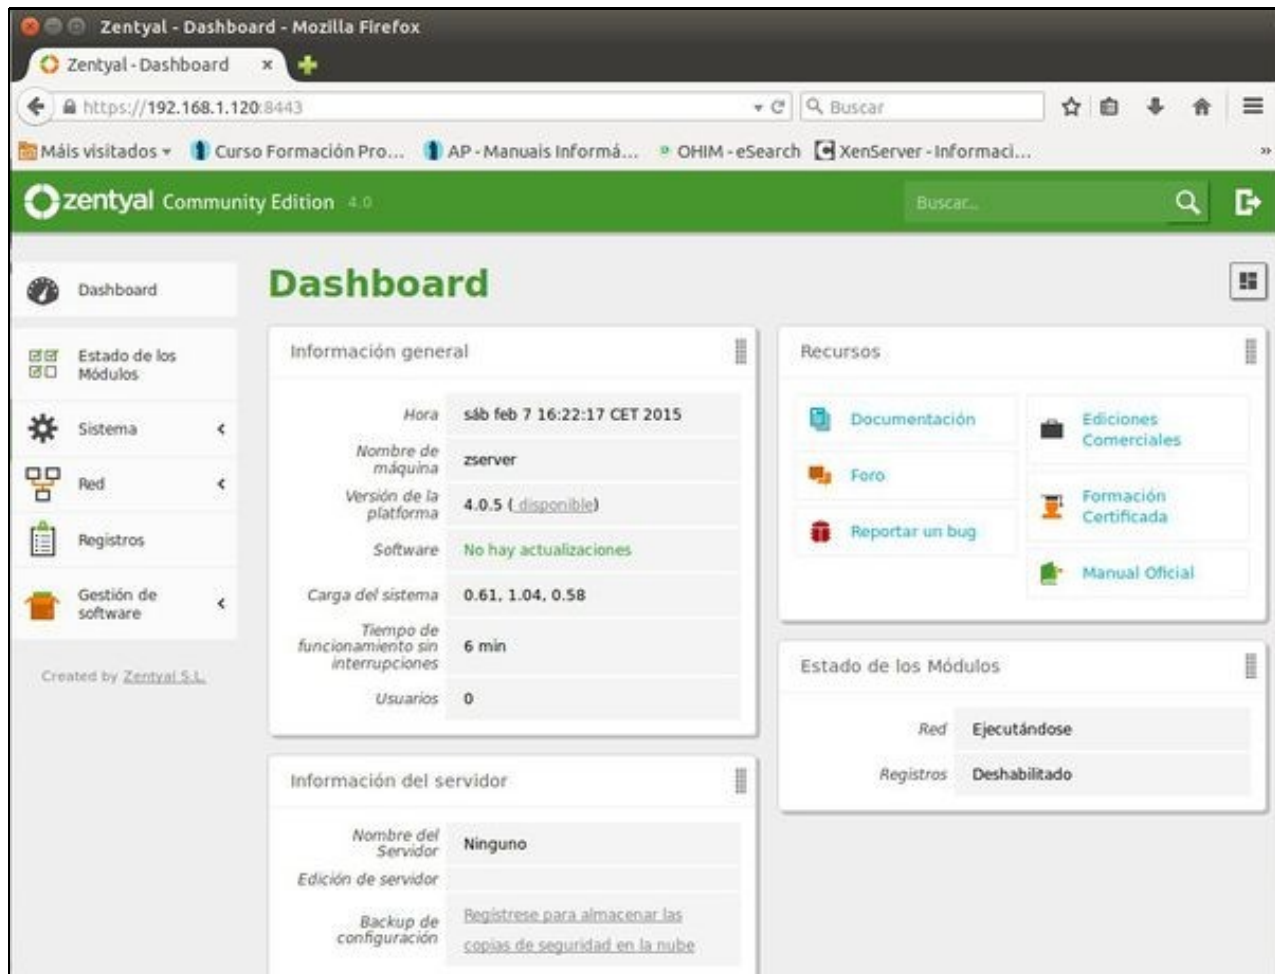 Zentyal - Dashboard - Mozilla Firefox
Zentyal - Dashboard
https://192.168.1.120:8443
Buscar
Máis visitados
Curso Formación Pro...
AP - Manuais Informá...
OHIM - eSearch
XenServer - Informaci...
zentyal Community Edition 4.0
Buscar...
Dashboard
Estado de los
Módulos
Sistema
Red
Registros
Gestión de
software
Created by Zentyal S.L.
Dashboard
Información general
Hora
sáb feb 7 16:22:17 CET 2015
Nombre de
máquina
zserver
Versión de la
platforma
4.0.5 ( disponible)
Software
No hay actualizaciones
Carga del sistema
0.61, 1.04, 0.58
Tiempo de
funcionamiento sin
interrupciones
6 min
Usuarios
0
Información del servidor
Nombre del
Servidor
Ninguno
Edición de servidor
Backup de
configuración
Regístrese para almacenar las
copias de seguridad en la nube
Recursos
Documentación
Foro
Reportar un bug
Ediciones
Comerciales
Formación
Certificada
Manual Oficial
Estado de los Módulos
Red
Ejecutándose
Registros
Deshabilitado